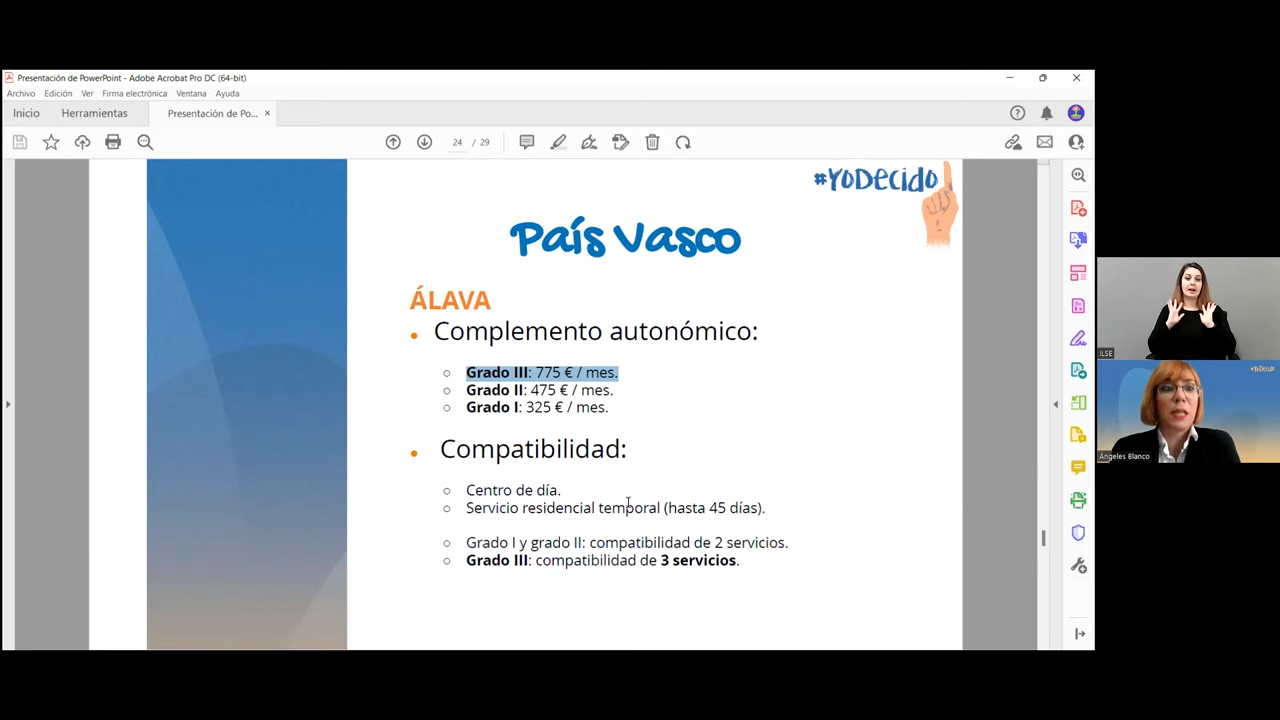 Presentación de PowerPoint - Adobe Acrobat Pro DC (64-bit)
Archivo Edición Ver Firma electrónica Ventana Ayuda
Inicio Herramientas Presentación de Po... ×
24 / 29
#YoDecido
País Vasco
ÁLAVA
• Complemento autonómico:
○ Grado III: 775 € / mes.
○ Grado II: 475 € / mes.
○ Grado I: 325 € / mes.
• Compatibilidad:
○ Centro de día.
○ Servicio residencial temporal (hasta 45 días).
○ Grado I y grado II: compatibilidad de 2 servicios.
○ Grado III: compatibilidad de 3 servicios.
ILSE
#YoDecido
Ángeles Blanco